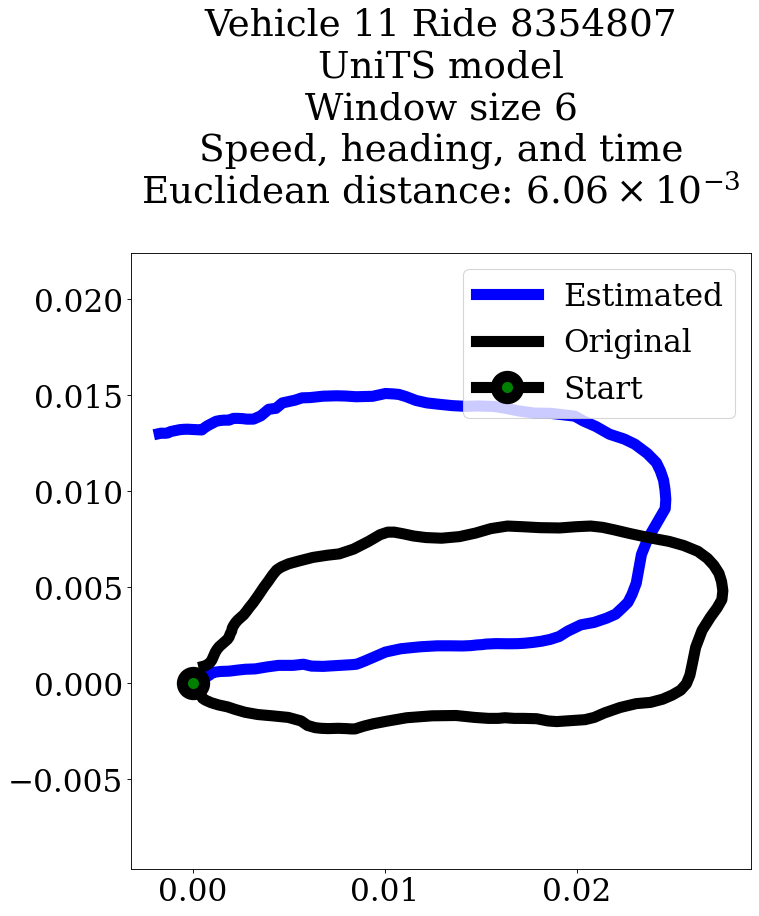 Vehicle 11 Ride 8354807
UniTS model
Window size 6
Speed, heading, and time
Euclidean distance: 6.06 × 10⁻³
Estimated
Original
Start
0.020
0.015
0.010
0.005
0.000
−0.005
0.00 0.01 0.02